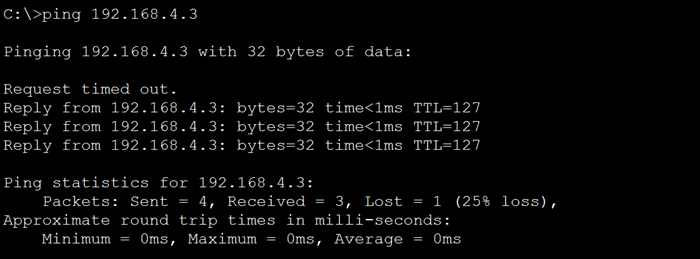 C:\>ping 192.168.4.3
Pinging 192.168.4.3 with 32 bytes of data:
Request timed out.
Reply from 192.168.4.3: bytes=32 time<1ms TTL=127
Reply from 192.168.4.3: bytes=32 time<1ms TTL=127
Reply from 192.168.4.3: bytes=32 time<1ms TTL=127
Ping statistics for 192.168.4.3:
    Packets: Sent = 4, Received = 3, Lost = 1 (25% loss),
Approximate round trip times in milli-seconds:
    Minimum = 0ms, Maximum = 0ms, Average = 0ms